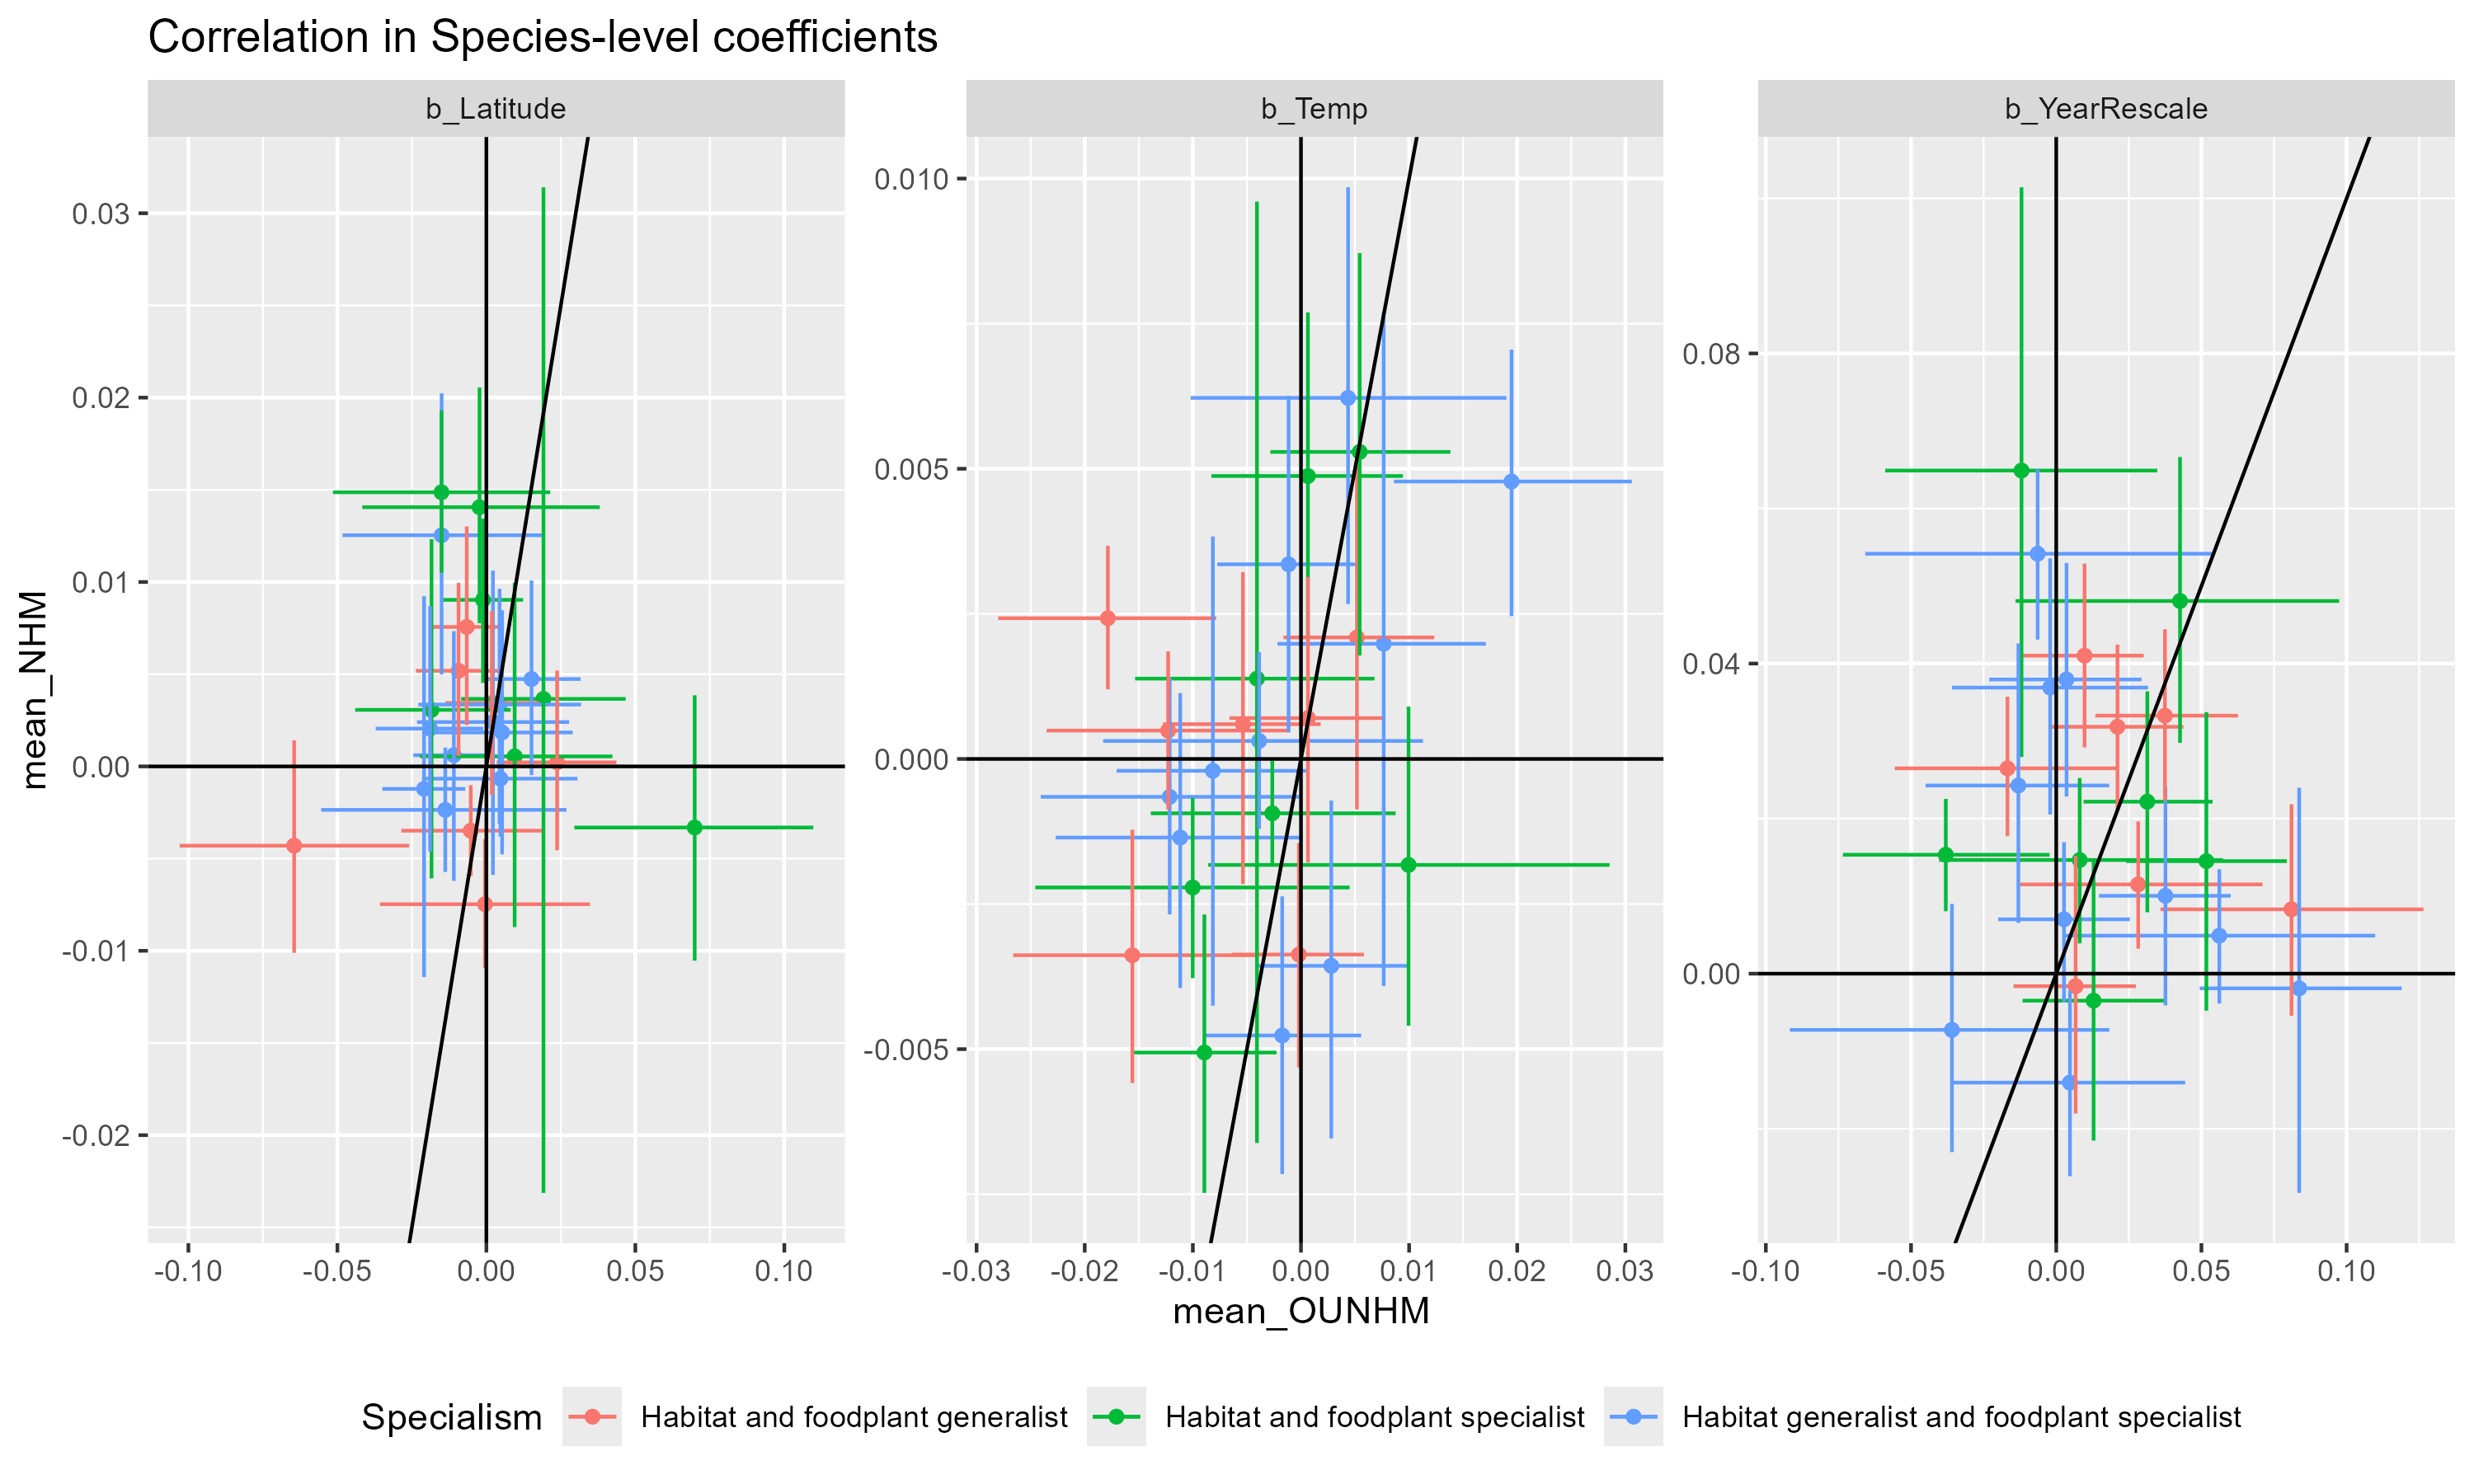 Correlation in Species-level coefficients
b_Latitude
b_Temp
b_YearRescale
mean_NHM
0.03
0.02
0.01
0.00
-0.01
-0.02
0.010
0.005
0.000
-0.005
0.08
0.04
0.00
-0.10 -0.05 0.00 0.05 0.10
-0.03 -0.02 -0.01 0.00 0.01 0.02 0.03
-0.10 -0.05 0.00 0.05 0.10
mean_OUNHM
Specialism Habitat and foodplant generalist Habitat and foodplant specialist Habitat generalist and foodplant specialist